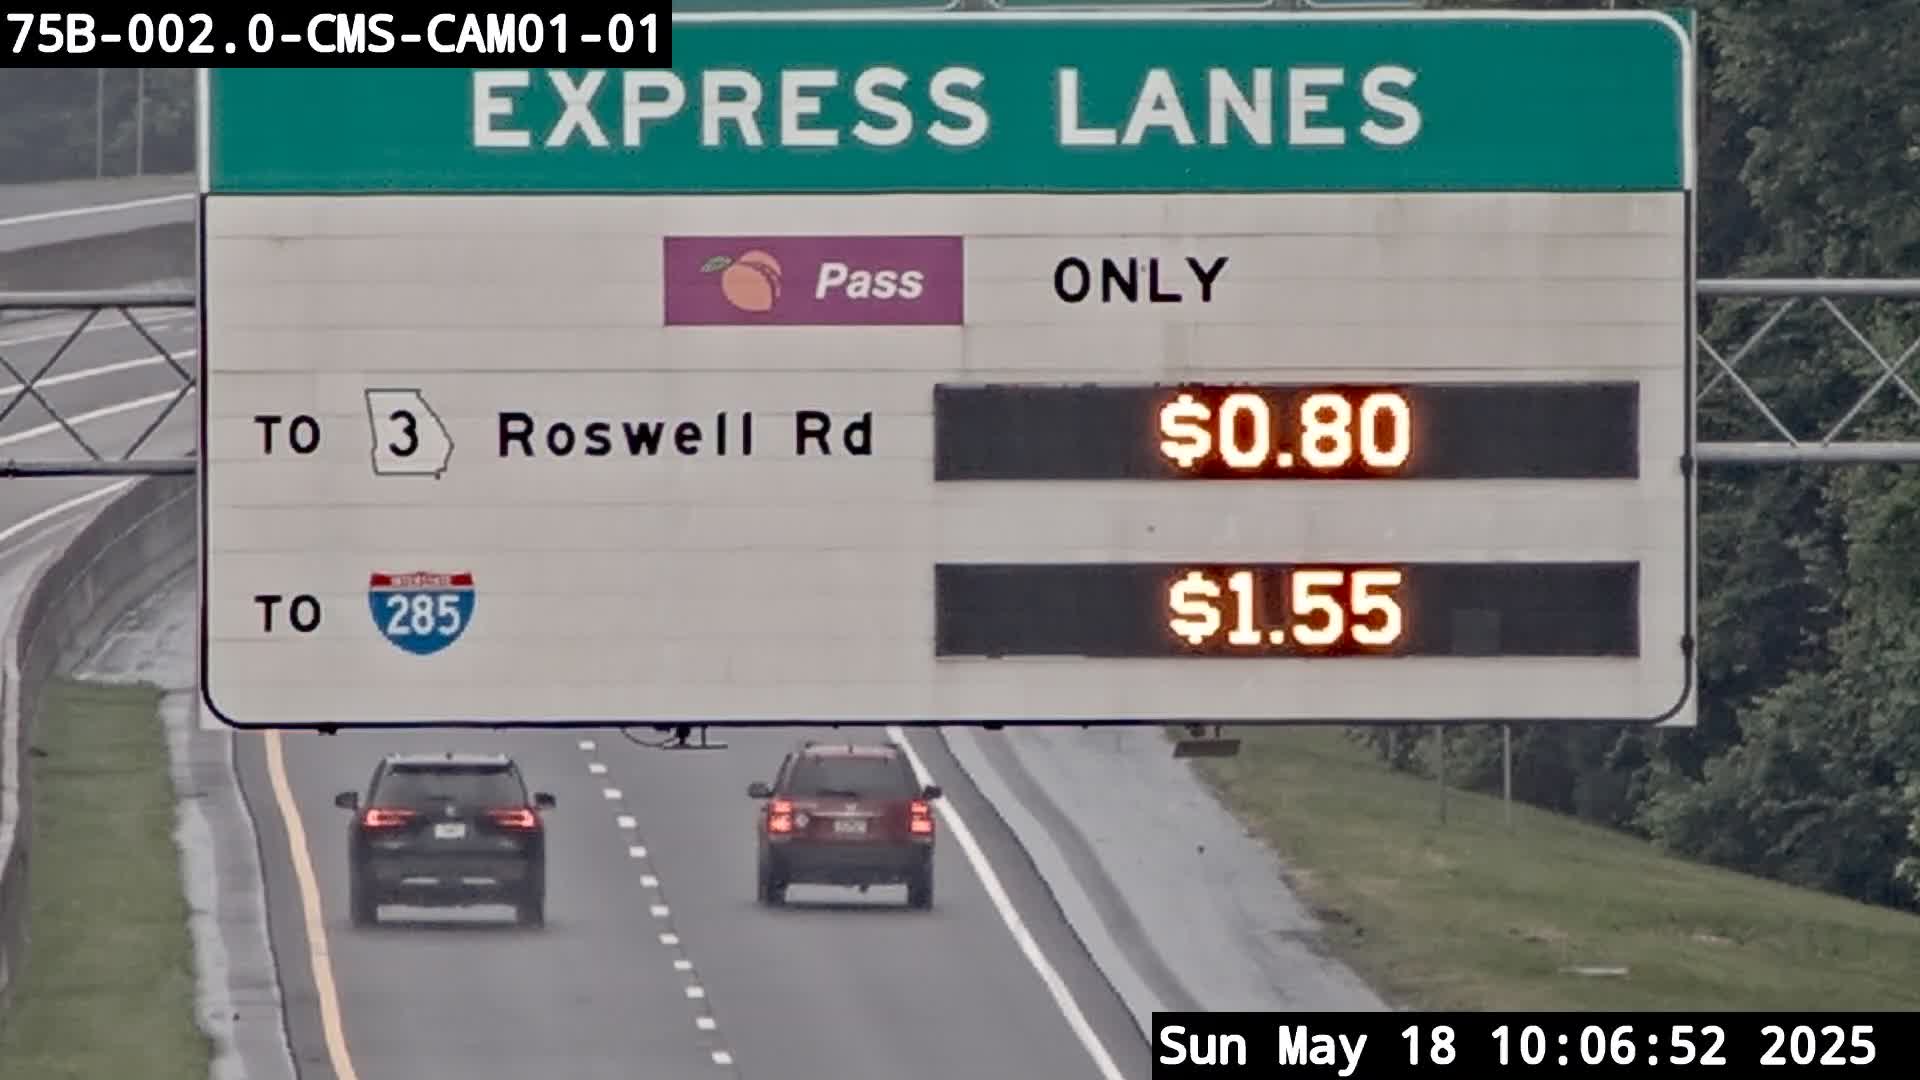 75B-002.0-CMS-CAM01-01
EXPRESS LANES
Pass ONLY
TO 3 Roswell Rd $0.80
TO 285 $1.55
Sun May 18 10:06:52 2025